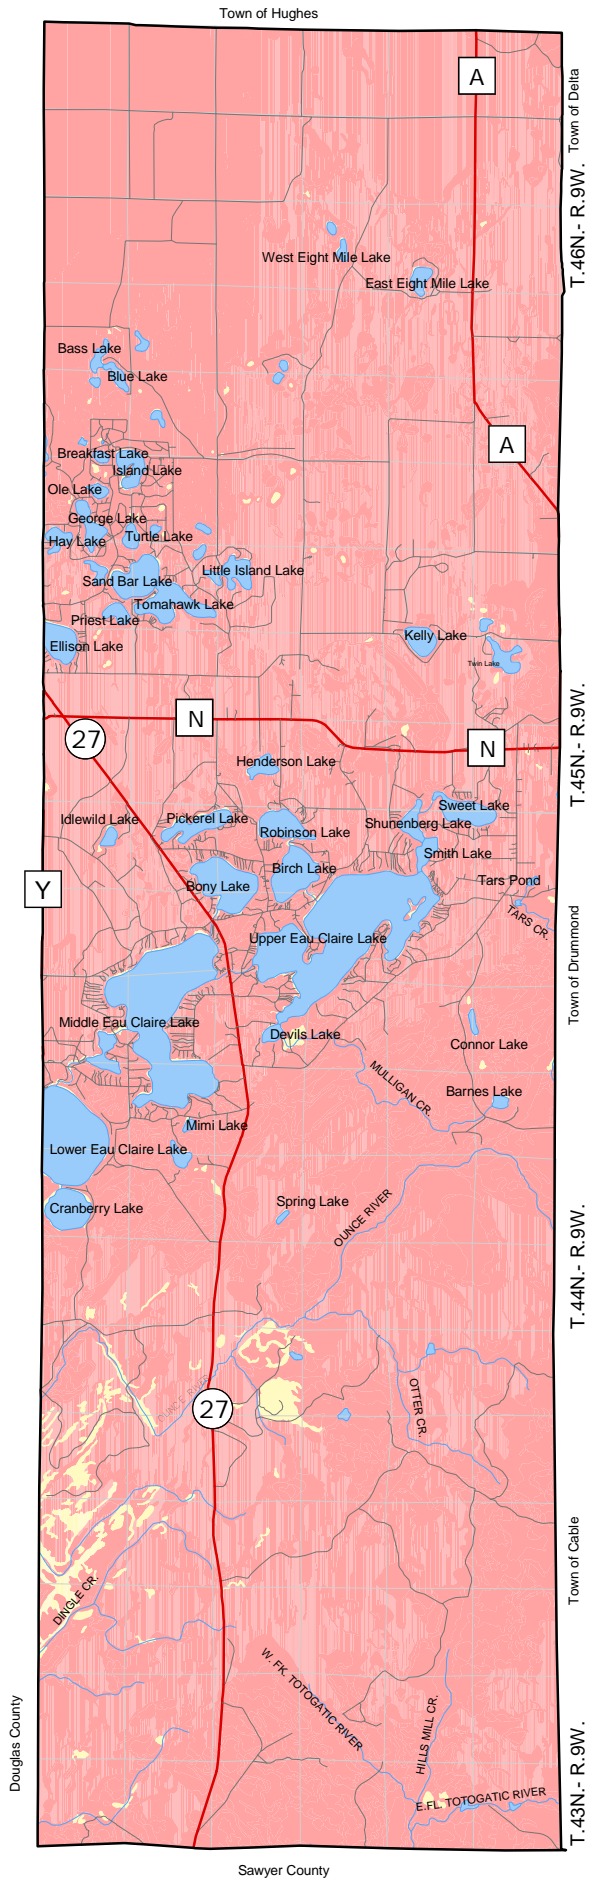 Town of Hughes
A
Town of Delta
T.46N.- R.9W.
West Eight Mile Lake
East Eight Mile Lake
Bass Lake
Blue Lake
A
Breakfast Lake
Island Lake
Ole Lake
George Lake
Hay Lake
Turtle Lake
Little Island Lake
Sand Bar Lake
Tomahawk Lake
Priest Lake
Ellison Lake
Kelly Lake
Twin Lake
N
27
N
T.45N.- R.9W.
Henderson Lake
Idlewild Lake
Pickerel Lake
Robinson Lake
Sweet Lake
Shunenberg Lake
Smith Lake
Birch Lake
Bony Lake
Tars Pond
Y
TARS CR.
Town of Drummond
Upper Eau Claire Lake
Middle Eau Claire Lake
Devils Lake
Connor Lake
MULLIGAN CR.
Barnes Lake
Mimi Lake
Lower Eau Claire Lake
Cranberry Lake
Spring Lake
OUNCE RIVER
T.44N.- R.9W.
OUNCE RIVER
27
OTTER CR.
Town of Cable
DINGLE CR.
W. FK. TOTOGATIC RIVER
HILLS MILL CR.
Douglas County
E.FL. TOTOGATIC RIVER
T.43N.- R.9W.
Sawyer County